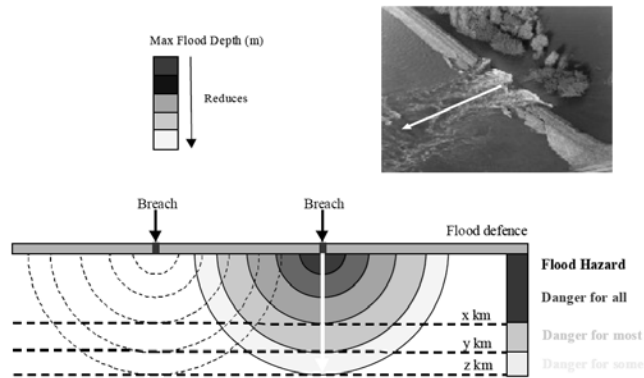 Max Flood Depth (m)
Reduces
Breach
Breach
Flood defence
Flood Hazard
Danger for all
x km
Danger for most
y km
Danger for some
z km